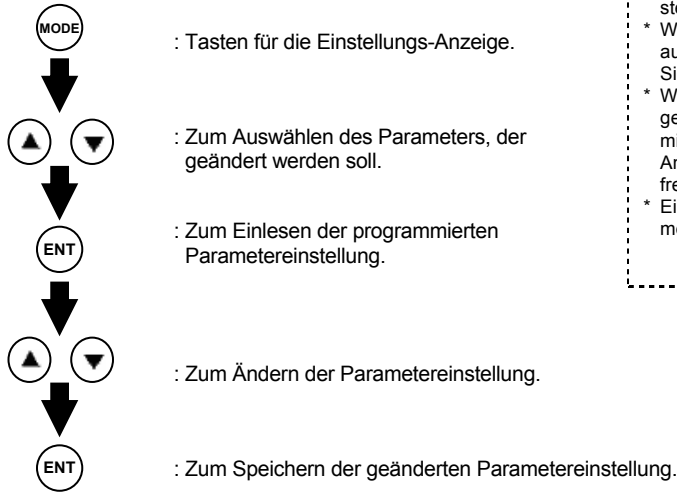 MODE
: Tasten für die Einstellungs-Anzeige.
: Zum Auswählen des Parameters, der
geändert werden soll.
ENT
: Zum Einlesen der programmierten
Parametereinstellung.
: Zum Ändern der Parametereinstellung.
ENT
: Zum Speichern der geänderten Parametereinstellung.
*
*
*